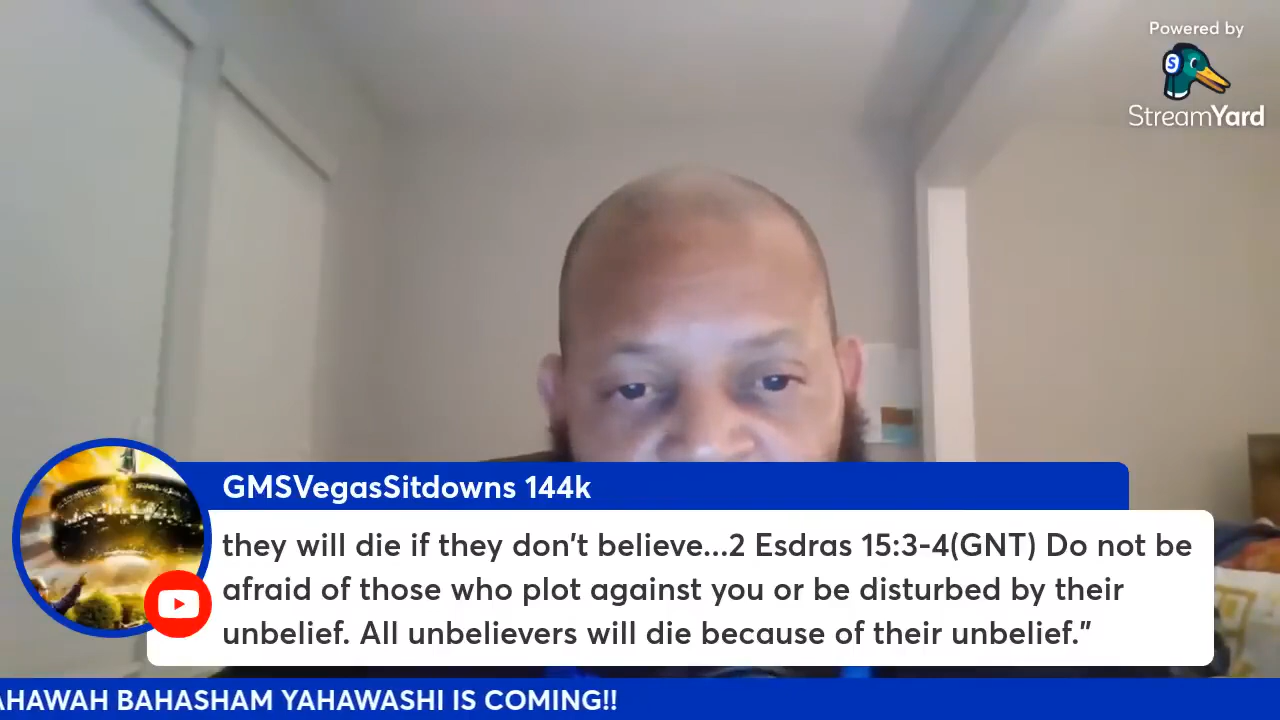 Powered by
StreamYard
GMSVegasSitdowns 144k
they will die if they don't believe...2 Esdras 15:3-4(GNT) Do not be
afraid of those who plot against you or be disturbed by their
unbelief. All unbelievers will die because of their unbelief.”
AHAWAH BAHASHAM YAHAWASHI IS COMING!!